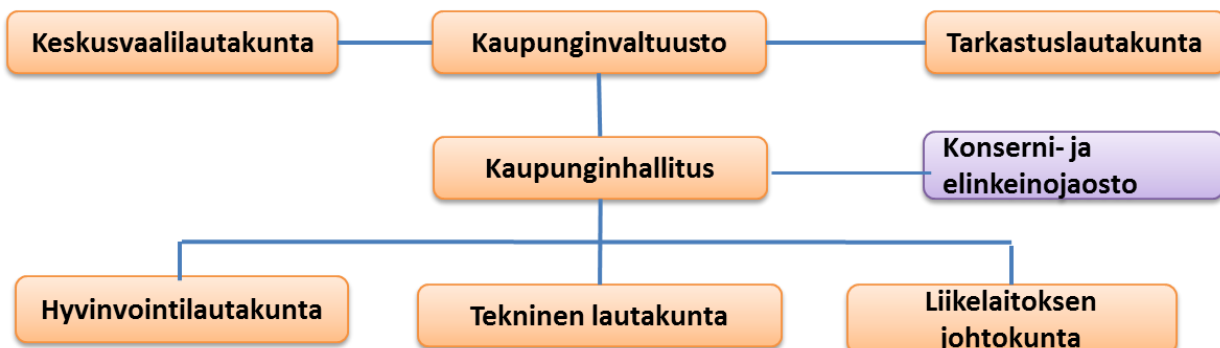 Keskusvaalilautakunta
Kaupunginvaltuusto
Tarkastuslautakunta
Kaupunginhallitus
Konserni- ja
elinkeinojaosto
Hyvinvointilautakunta
Tekninen lautakunta
Liikelaitoksen
johtokunta